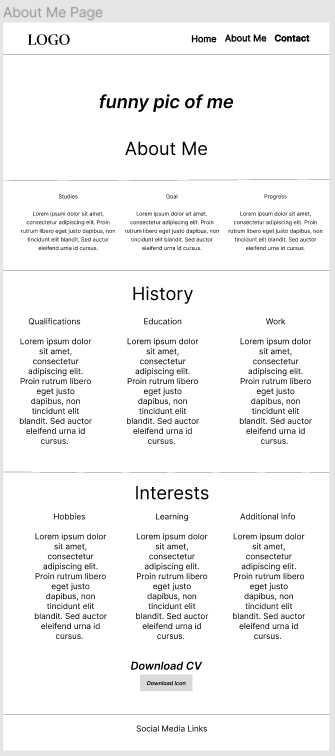 About Me Page
LOGO
Home About Me Contact
funny pic of me
About Me
Studies Goal Progress
Lorem ipsum dolor sit amet, Lorem ipsum dolor sit amet, Lorem ipsum dolor sit amet,
consectetur adipiscing elit. Proin consectetur adipiscing elit. Proin consectetur adipiscing elit. Proin
rutrum libero eget justo dapibus, non rutrum libero eget justo dapibus, non rutrum libero eget justo dapibus, non
tincidunt elit blandit. Sed auctor tincidunt elit blandit. Sed auctor tincidunt elit blandit. Sed auctor
eleifend urna id cursus. eleifend urna id cursus. eleifend urna id cursus.
History
Qualifications Education Work
Lorem ipsum dolor Lorem ipsum dolor Lorem ipsum dolor
sit amet, sit amet, sit amet,
consectetur consectetur consectetur
adipiscing elit. adipiscing elit. adipiscing elit.
Proin rutrum libero Proin rutrum libero Proin rutrum libero
eget justo eget justo eget justo
dapibus, non dapibus, non dapibus, non
tincidunt elit tincidunt elit tincidunt elit
blandit. Sed auctor blandit. Sed auctor blandit. Sed auctor
eleifend urna id eleifend urna id eleifend urna id
cursus. cursus. cursus.
Interests
Hobbies Learning Additional Info
Lorem ipsum dolor Lorem ipsum dolor Lorem ipsum dolor
sit amet, sit amet, sit amet,
consectetur consectetur consectetur
adipiscing elit. adipiscing elit. adipiscing elit.
Proin rutrum libero Proin rutrum libero Proin rutrum libero
eget justo eget justo eget justo
dapibus, non dapibus, non dapibus, non
tincidunt elit tincidunt elit tincidunt elit
blandit. Sed auctor blandit. Sed auctor blandit. Sed auctor
eleifend urna id eleifend urna id eleifend urna id
cursus. cursus. cursus.
Download CV
Download Icon
Social Media Links